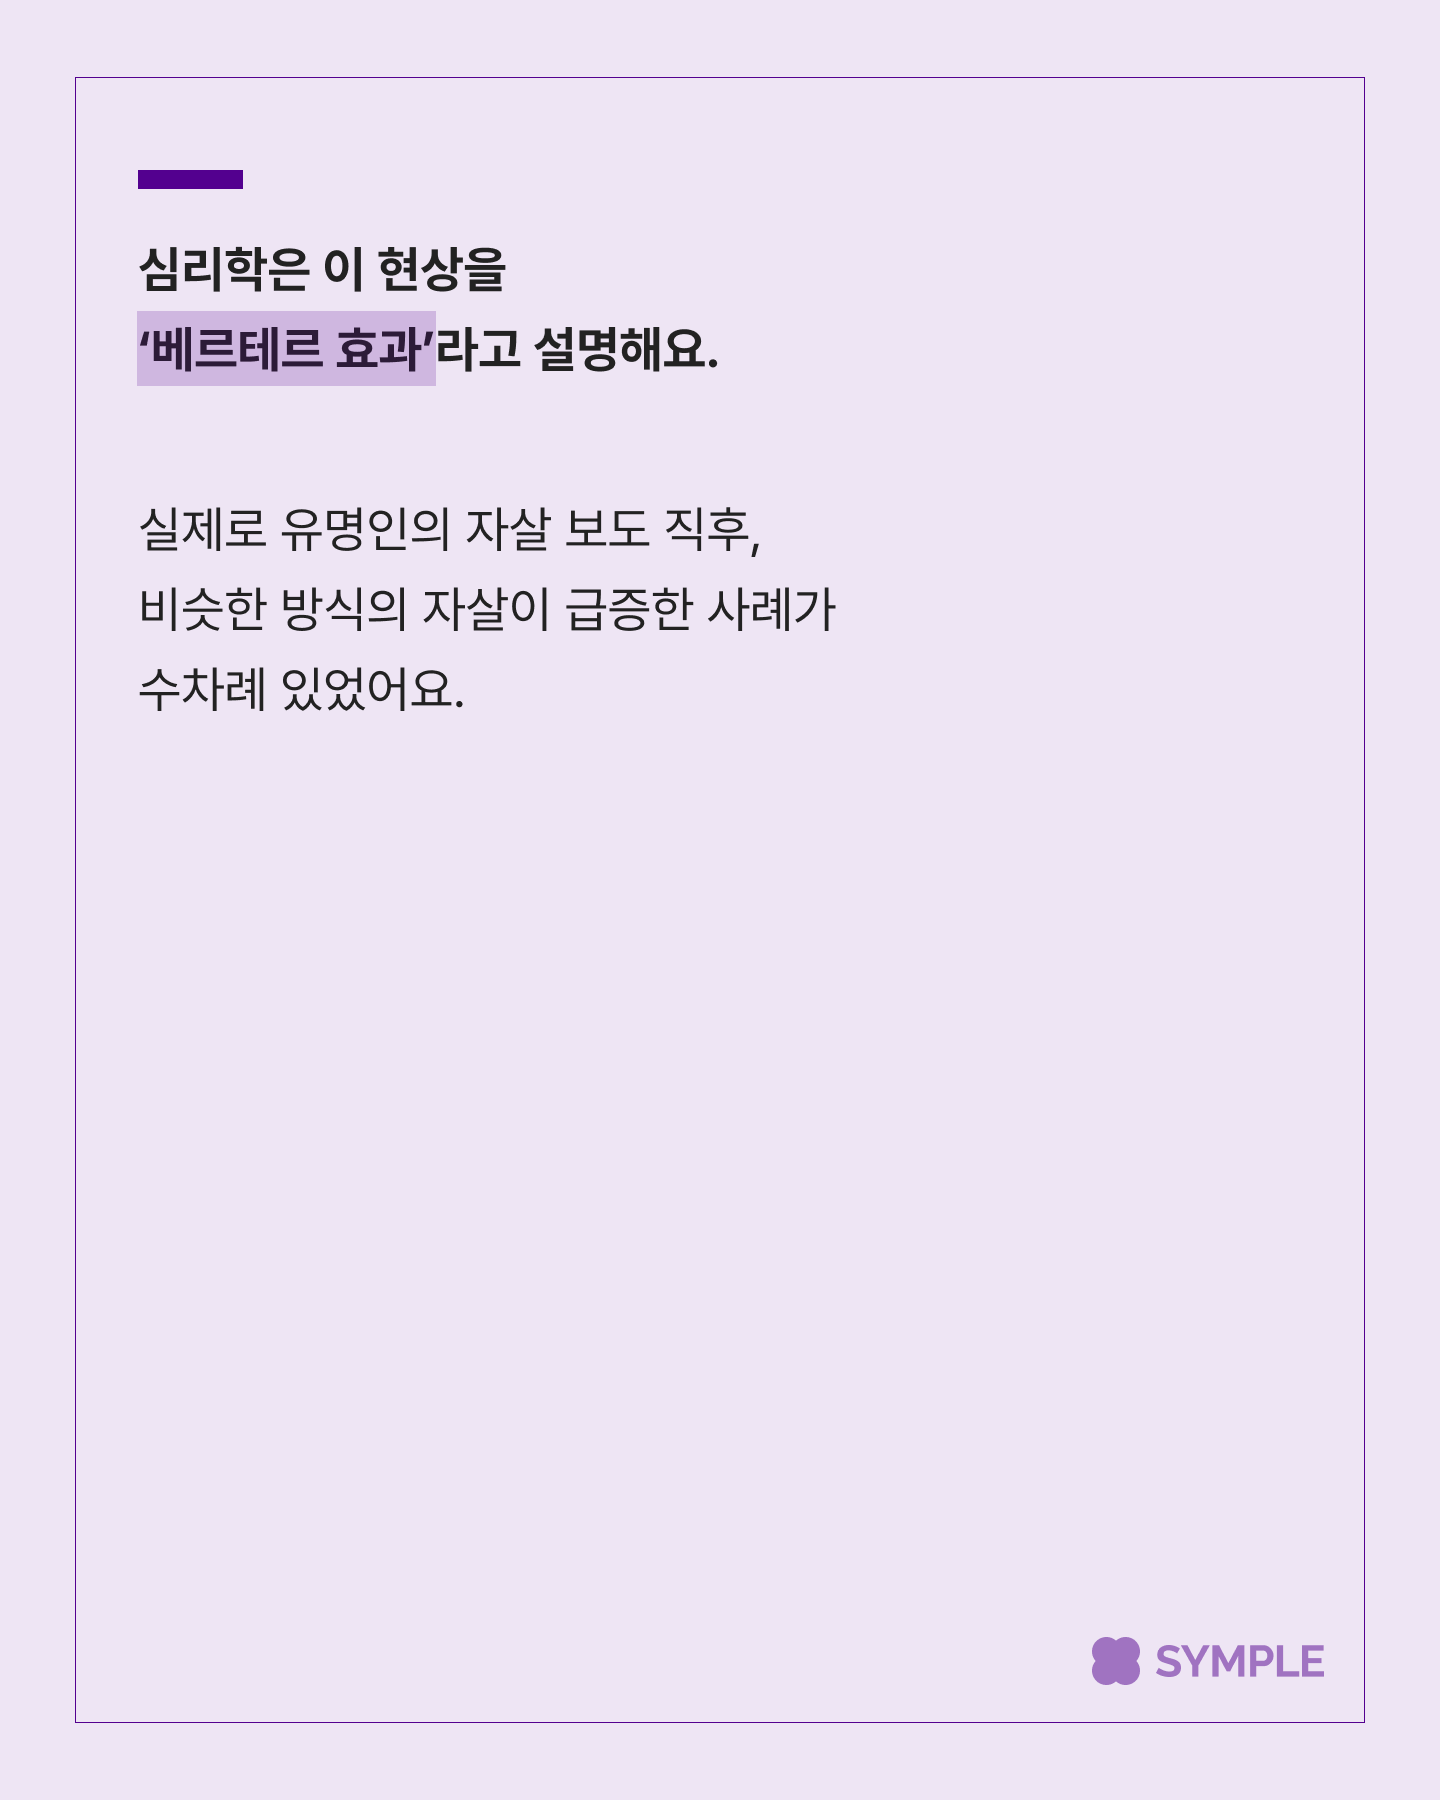 심리학은 이 현상을
‘베르테르 효과’라고 설명해요.
실제로 유명인의 자살 보도 직후,
비슷한 방식의 자살이 급증한 사례가
수차례 있었어요.
SYMPLE